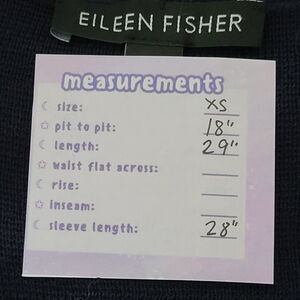 EILEEN FISHER
measurements
size: XS
pit to pit: 18"
length: 29"
waist flat across:
rise:
inseam:
sleeve length: 28"